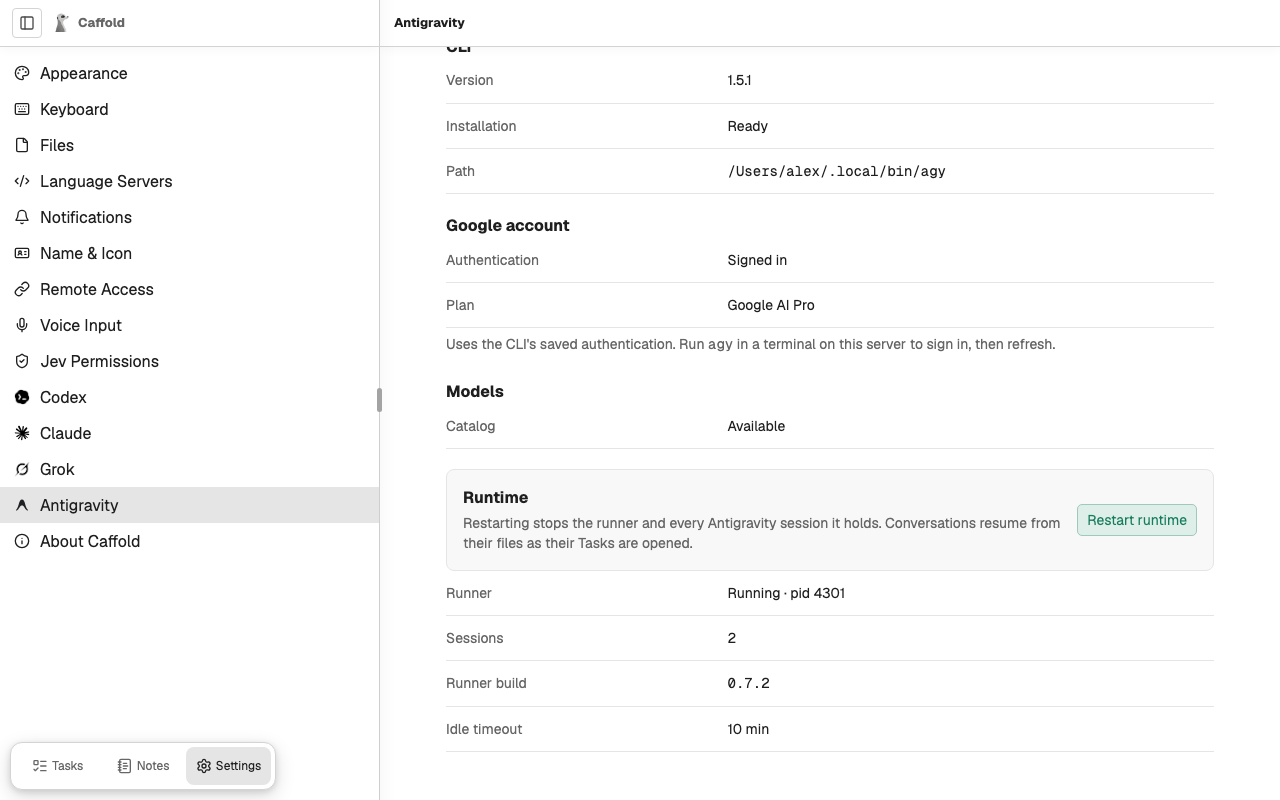 Caffold
Antigravity
Appearance
Keyboard
Files
Language Servers
Notifications
Name & Icon
Remote Access
Voice Input
Jev Permissions
Codex
Claude
Grok
Antigravity
About Caffold
Tasks
Notes
Settings
CLI
Version
1.5.1
Installation
Ready
Path
/Users/alex/.local/bin/agy
Google account
Authentication
Signed in
Plan
Google AI Pro
Uses the CLI's saved authentication. Run agy in a terminal on this server to sign in, then refresh.
Models
Catalog
Available
Runtime
Restarting stops the runner and every Antigravity session it holds. Conversations resume from
their files as their Tasks are opened.
Restart runtime
Runner
Running · pid 4301
Sessions
2
Runner build
0.7.2
Idle timeout
10 min